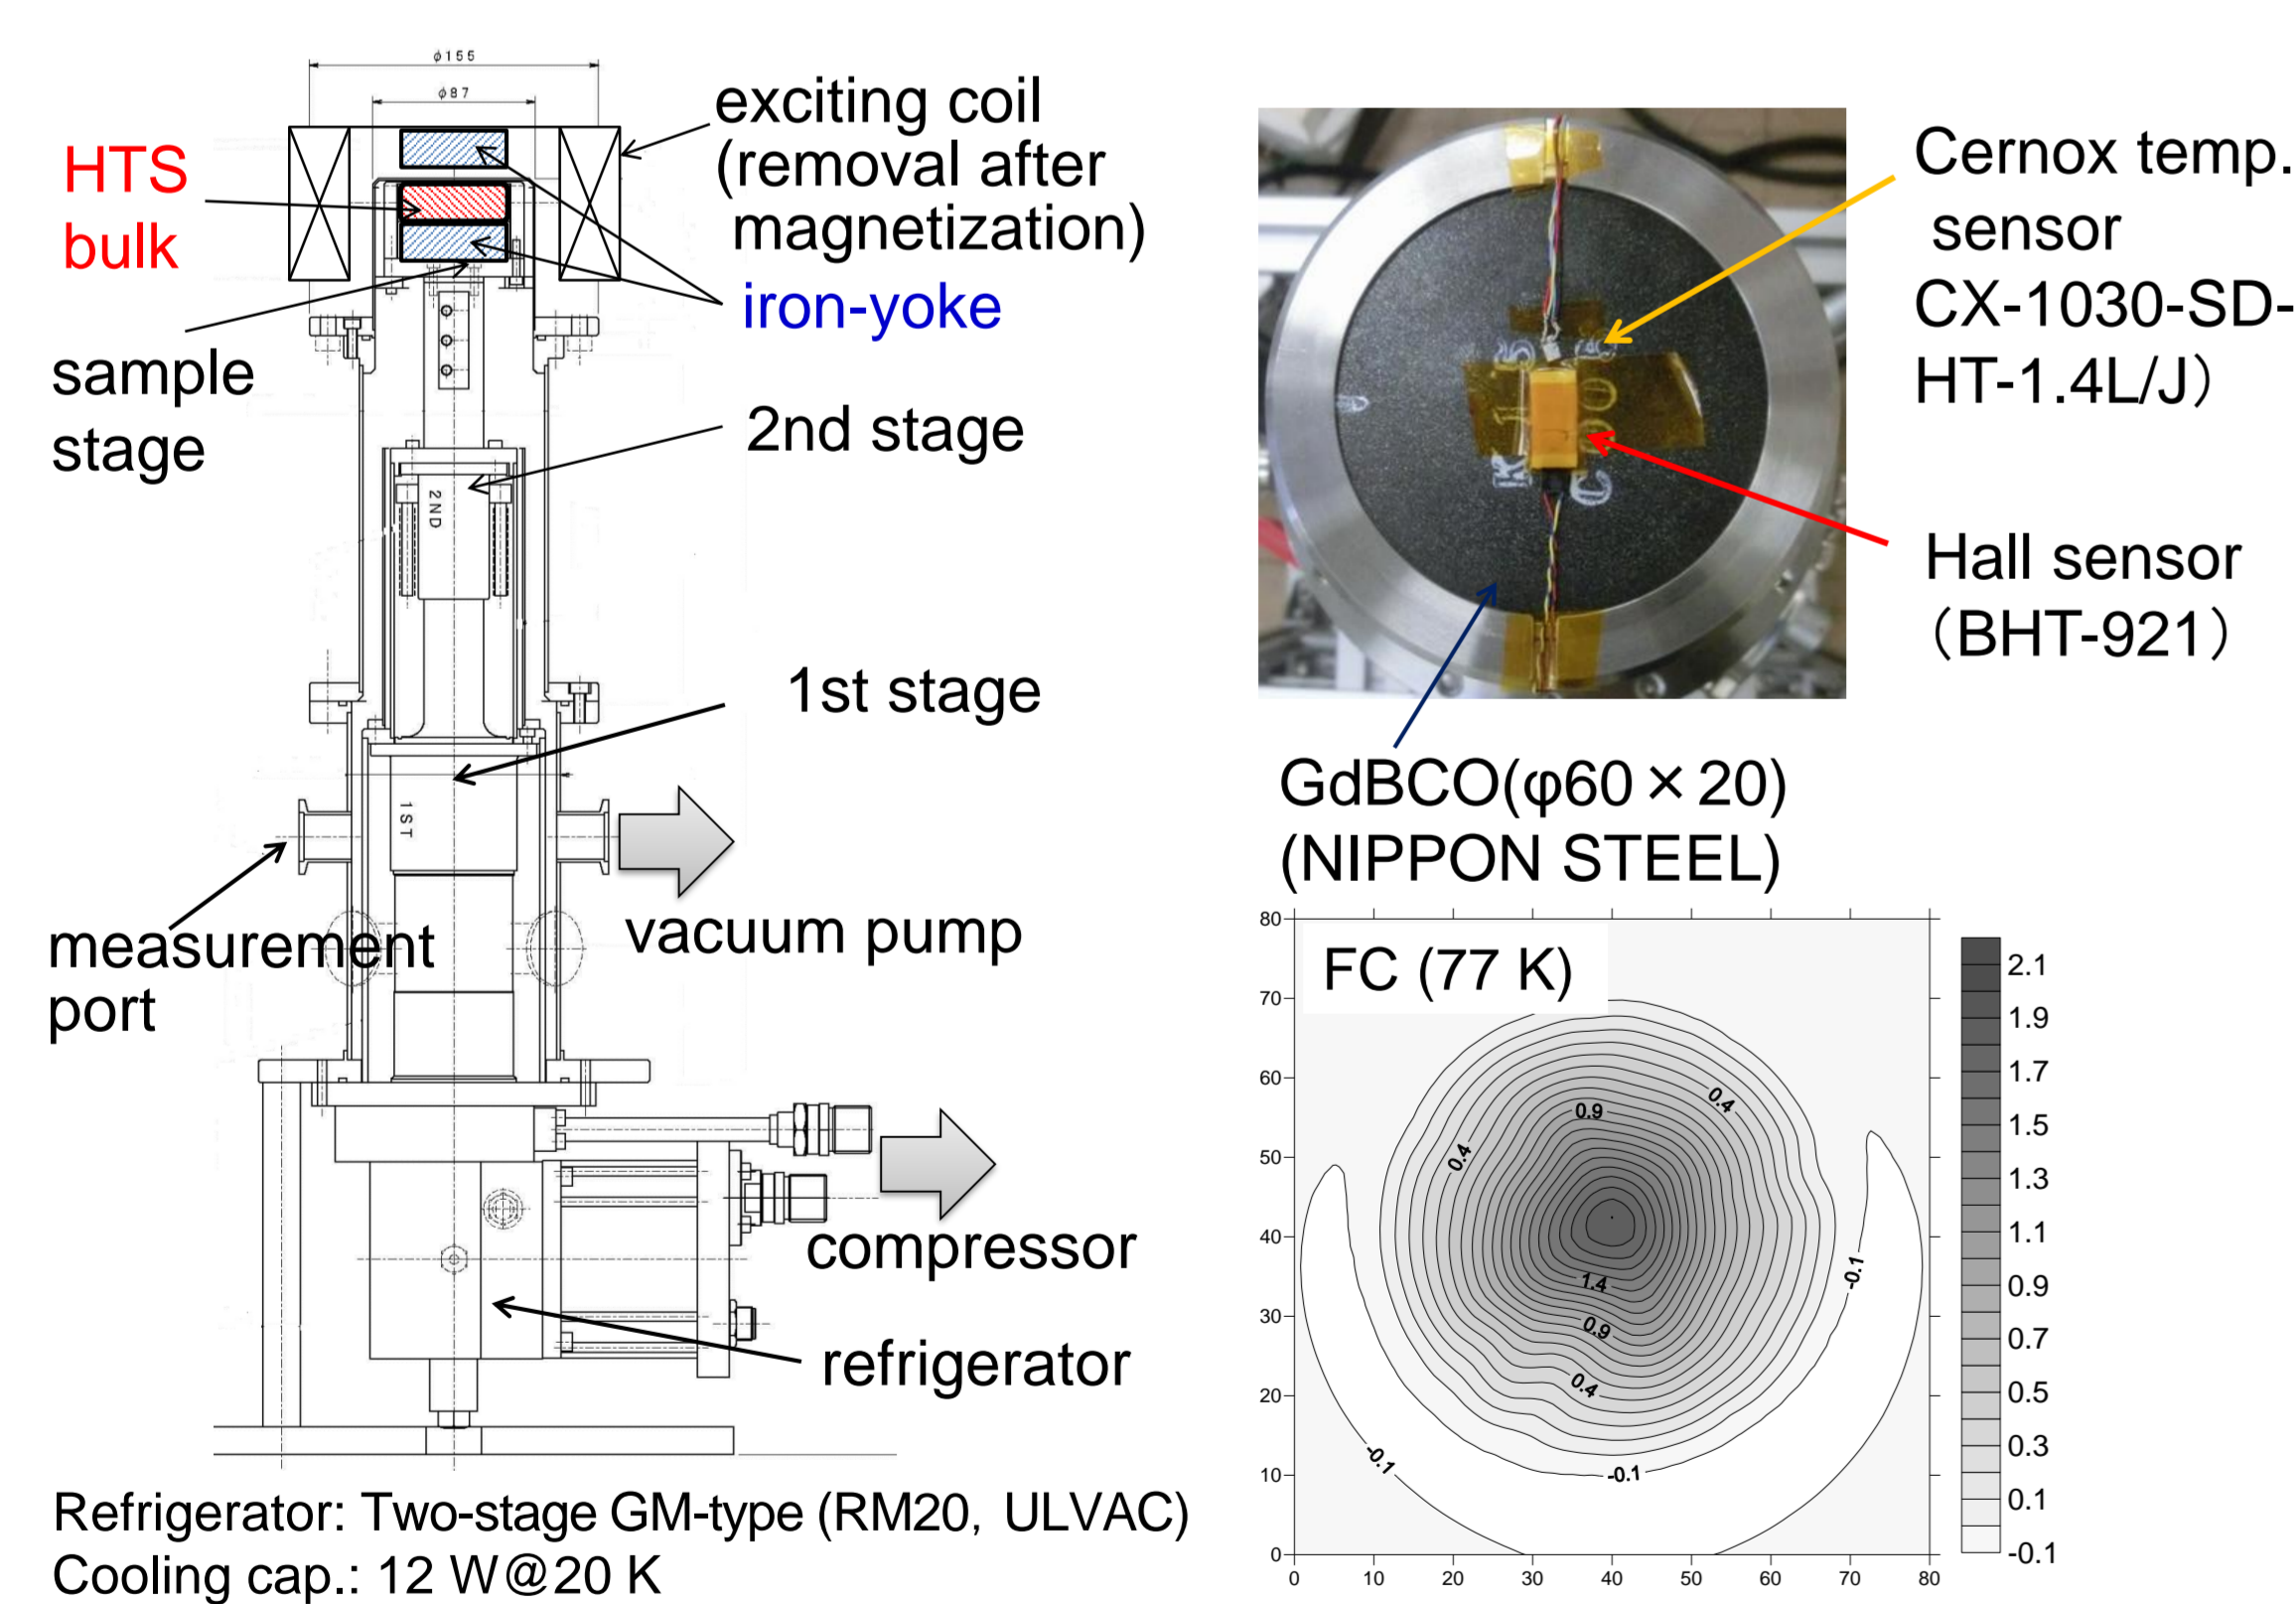 φ155
φ87
HTS
bulk
exciting coil
(removal after
magnetization)
iron-yoke
sample
stage
2nd stage
2ND
1st stage
1ST
measurement
port
vacuum pump
compressor
refrigerator
Refrigerator: Two-stage GM-type (RM20, ULVAC)
Cooling cap.: 12 W@20 K
Cernox temp.
sensor
CX-1030-SD-
HT-1.4L/J）
Hall sensor
（BHT-921）
GdBCO(φ60×20)
(NIPPON STEEL)
FC (77 K)
80
70
60
50
40
30
20
10
0
0 10 20 30 40 50 60 70 80
0.9
0.4
0.4
1.4
0.9
0.4
-0.1
-0.1
-0.1
2.1
1.9
1.7
1.5
1.3
1.1
0.9
0.7
0.5
0.3
0.1
-0.1